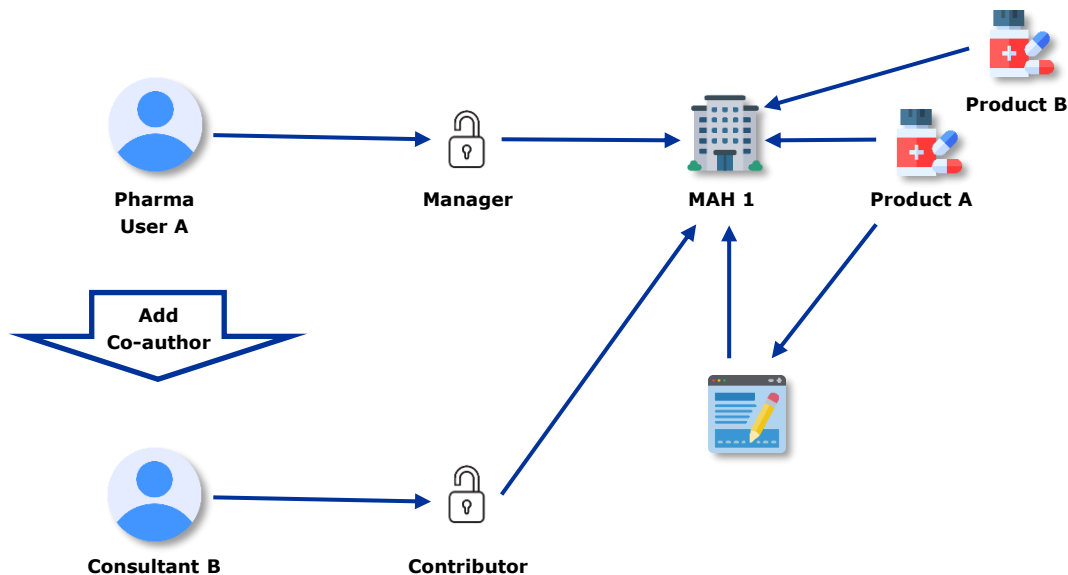 Product B
Pharma
User A
Manager
MAH 1
Product A
Add
Co-author
Consultant B
Contributor